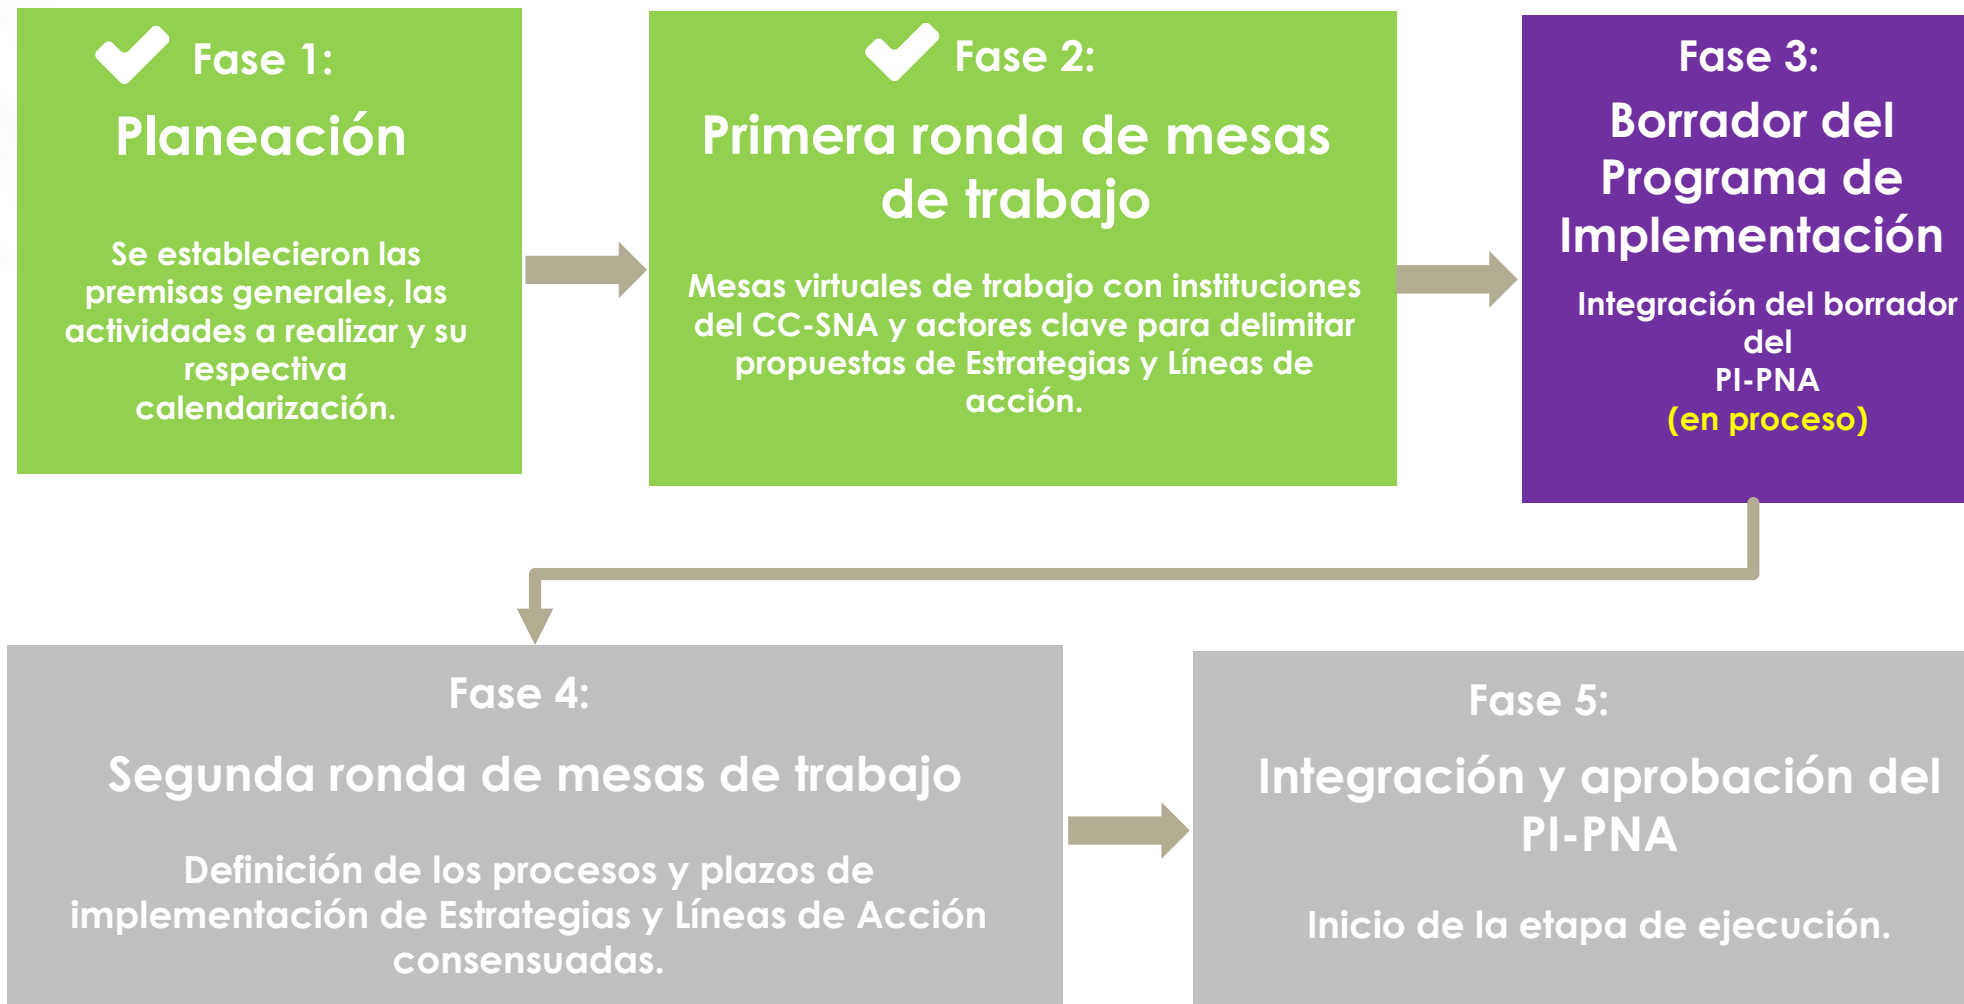 Fase 1:
Planeación
Se establecieron las
premisas generales, las
actividades a realizar y su
respectiva
calendarización.
Fase 2:
Primera ronda de mesas
de trabajo
Mesas virtuales de trabajo con instituciones
del CC-SNA y actores clave para delimitar
propuestas de Estrategias y Líneas de
acción.
Fase 3:
Borrador del
Programa de
Implementación
Integración del borrador
del
PI-PNA
(en proceso)
Fase 4:
Segunda ronda de mesas de trabajo
Definición de los procesos y plazos de
implementación de Estrategias y Líneas de Acción
consensuadas.
Fase 5:
Integración y aprobación del
PI-PNA
Inicio de la etapa de ejecución.